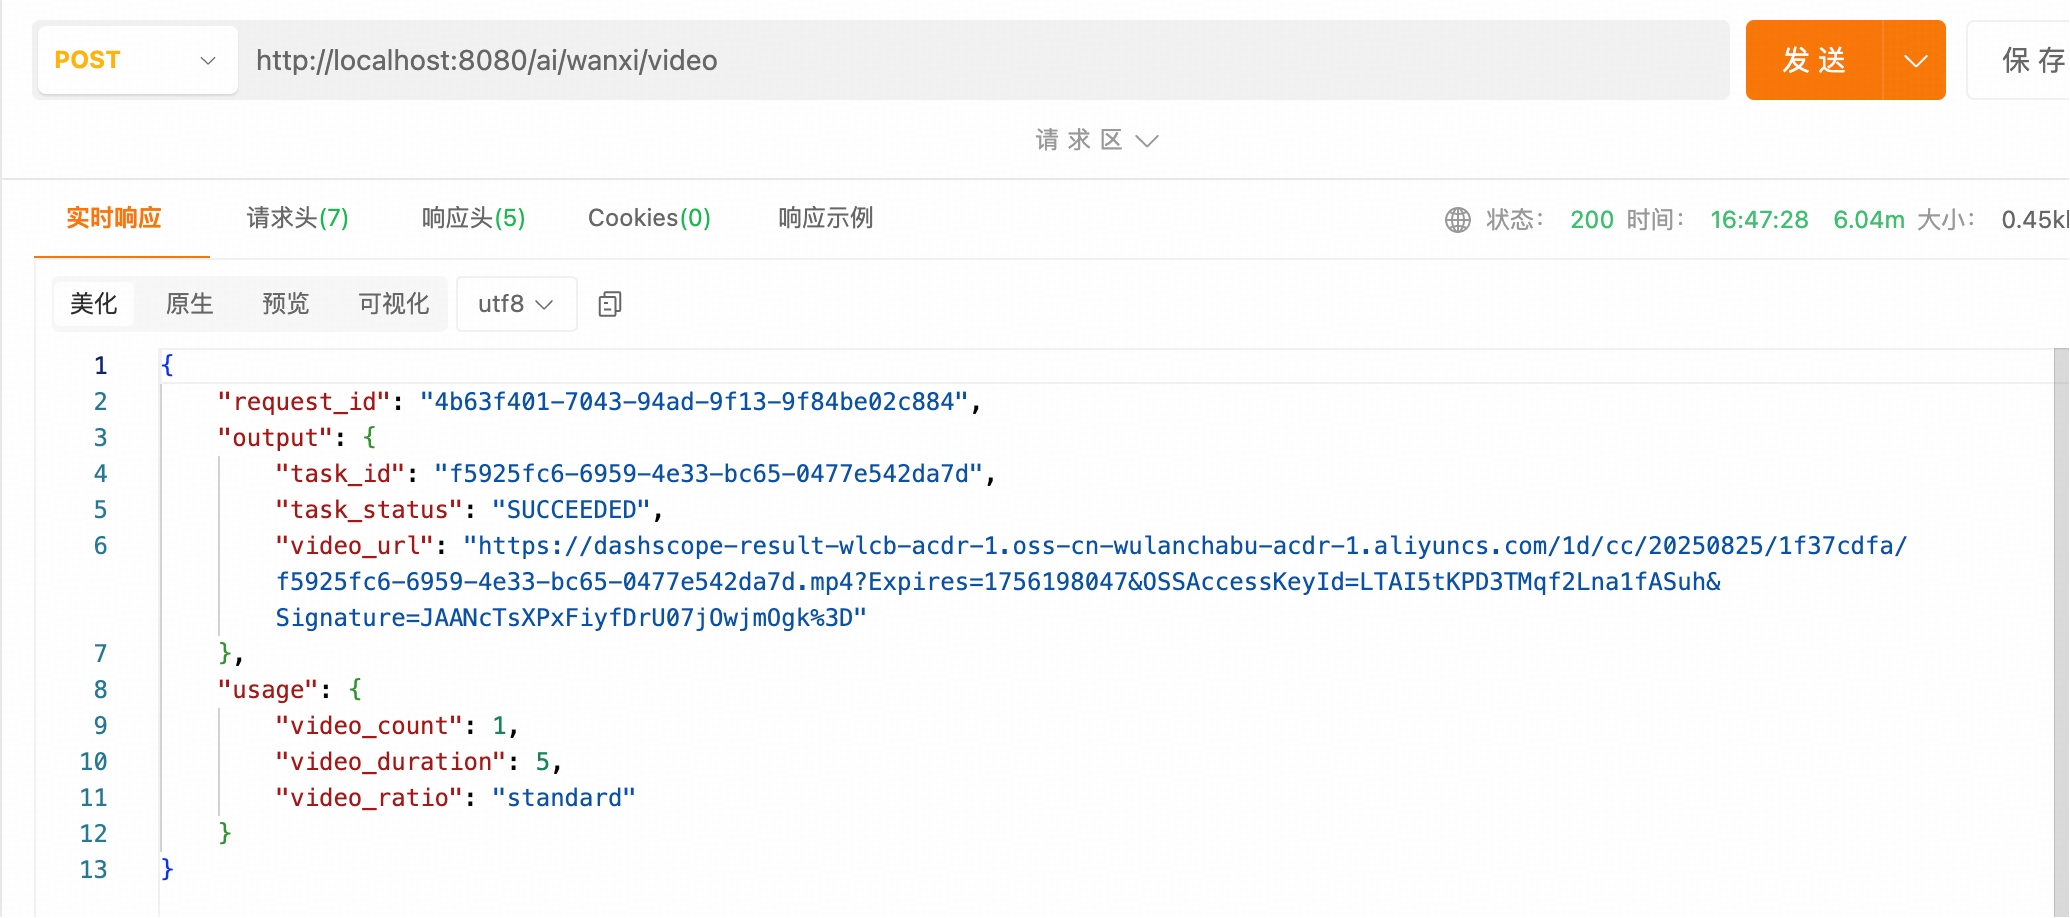 POST http://localhost:8080/ai/wanxi/video 发送 保存
请求区
实时响应 请求头(7) 响应头(5) Cookies(0) 响应示例 状态： 200 时间： 16:47:28 6.04m 大小： 0.45k
美化 原生 预览 可视化 utf8
1 {
2 "request_id": "4b63f401-7043-94ad-9f13-9f84be02c884",
3 "output": {
4 "task_id": "f5925fc6-6959-4e33-bc65-0477e542da7d",
5 "task_status": "SUCCEEDED",
6 "video_url": "https://dashscope-result-wlcb-acdr-1.oss-cn-wulanchabu-acdr-1.aliyuncs.com/1d/cc/20250825/1f37cdfa/
f5925fc6-6959-4e33-bc65-0477e542da7d.mp4?Expires=1756198047&OSSAccessKeyId=LTAI5tKPD3TMqf2Lna1fASuh&
Signature=JAANcTsXPxFiyfDrU07jOwjmOgk%3D"
7 },
8 "usage": {
9 "video_count": 1,
10 "video_duration": 5,
11 "video_ratio": "standard"
12 }
13 }